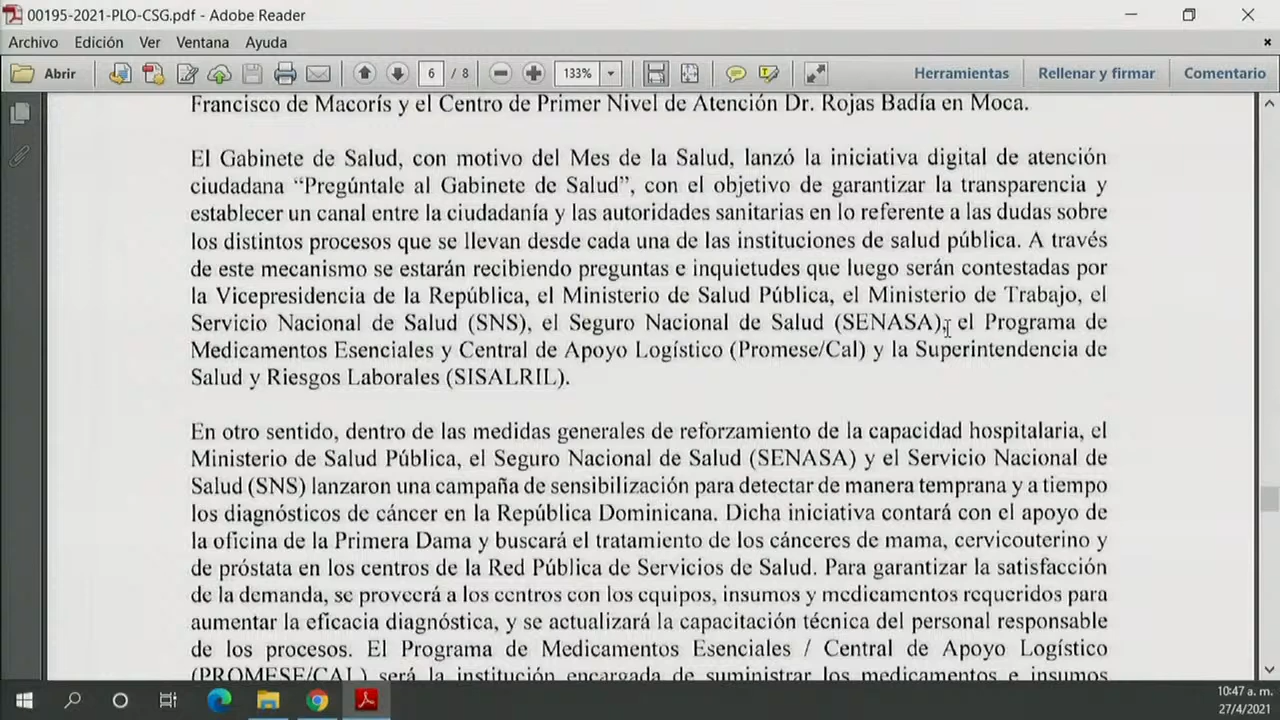 00195-2021-PLO-CSG.pdf - Adobe Reader
Archivo Edición Ver Ventana Ayuda
Abrir 6 / 8 133% Herramientas Rellenar y firmar Comentario
Francisco de Macorís y el Centro de Primer Nivel de Atención Dr. Rojas Badía en Moca.
El Gabinete de Salud, con motivo del Mes de la Salud, lanzó la iniciativa digital de atención
ciudadana “Pregúntale al Gabinete de Salud”, con el objetivo de garantizar la transparencia y
establecer un canal entre la ciudadanía y las autoridades sanitarias en lo referente a las dudas sobre
los distintos procesos que se llevan desde cada una de las instituciones de salud pública. A través
de este mecanismo se estarán recibiendo preguntas e inquietudes que luego serán contestadas por
la Vicepresidencia de la República, el Ministerio de Salud Pública, el Ministerio de Trabajo, el
Servicio Nacional de Salud (SNS), el Seguro Nacional de Salud (SENASA), el Programa de
Medicamentos Esenciales y Central de Apoyo Logístico (Promese/Cal) y la Superintendencia de
Salud y Riesgos Laborales (SISALRIL).
En otro sentido, dentro de las medidas generales de reforzamiento de la capacidad hospitalaria, el
Ministerio de Salud Pública, el Seguro Nacional de Salud (SENASA) y el Servicio Nacional de
Salud (SNS) lanzaron una campaña de sensibilización para detectar de manera temprana y a tiempo
los diagnósticos de cáncer en la República Dominicana. Dicha iniciativa contará con el apoyo de
la oficina de la Primera Dama y buscará el tratamiento de los cánceres de mama, cervicouterino y
de próstata en los centros de la Red Pública de Servicios de Salud. Para garantizar la satisfacción
de la demanda, se proveerá a los centros con los equipos, insumos y medicamentos requeridos para
aumentar la eficacia diagnóstica, y se actualizará la capacitación técnica del personal responsable
de los procesos. El Programa de Medicamentos Esenciales / Central de Apoyo Logístico
(PROMESE/CAL) será la institución encargada de suministrar los medicamentos e insumos
10:47 a. m.
27/4/2021